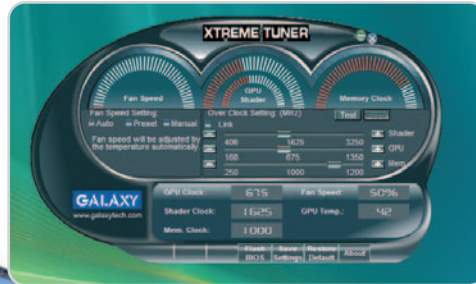 XTREME TUNER
Fan Speed
GPU
Shader
Memory Clock
Fan Speed Setting:
Auto Preset Manual
Fan speed will be adjusted by
the temperature automatically.
Over Clock Setting: (MHz)
Test
Link
406 1625 3250 Shader
168 675 1350 GPU
250 1000 1200 Mem
GALAXY
www.galaxytech.com
GPU Clock: 675 Fan Speed: 50%
Shader Clock: 1625 GPU Temp.: 42
Mem. Clock: 1000
Flash
BIOS
Save
Settings
Restore
Default
About